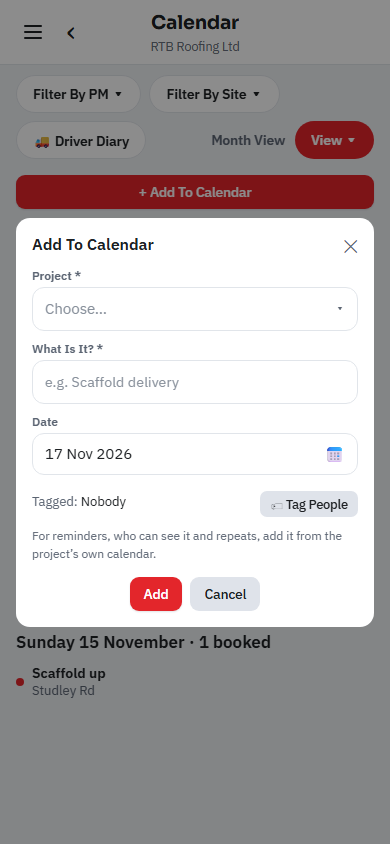 Calendar
RTB Roofing Ltd
Filter By PM
Filter By Site
Driver Diary
Month View
View
+ Add To Calendar
Add To Calendar
Project *
Choose...
What Is It? *
e.g. Scaffold delivery
Date
17 Nov 2026
Tagged: Nobody
Tag People
For reminders, who can see it and repeats, add it from the
project's own calendar.
Add
Cancel
Sunday 15 November · 1 booked
Scaffold up
Studley Rd